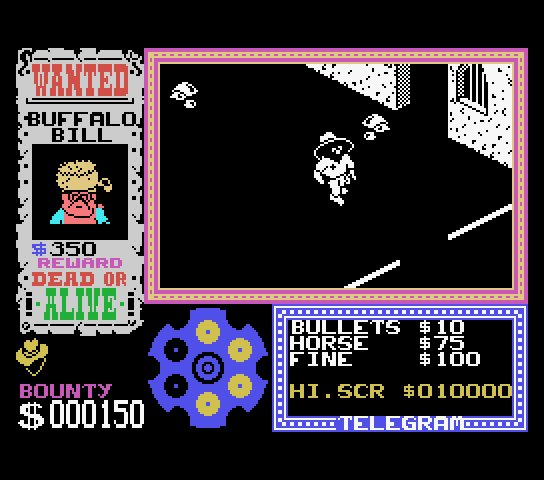 WANTED
BUFFALO
BILL
$350
REWARD
DEAD OR
ALIVE
BOUNTY
$000150
BULLETS $10
HORSE $75
FINE $100
HI.SCR $010000
TELEGRAM